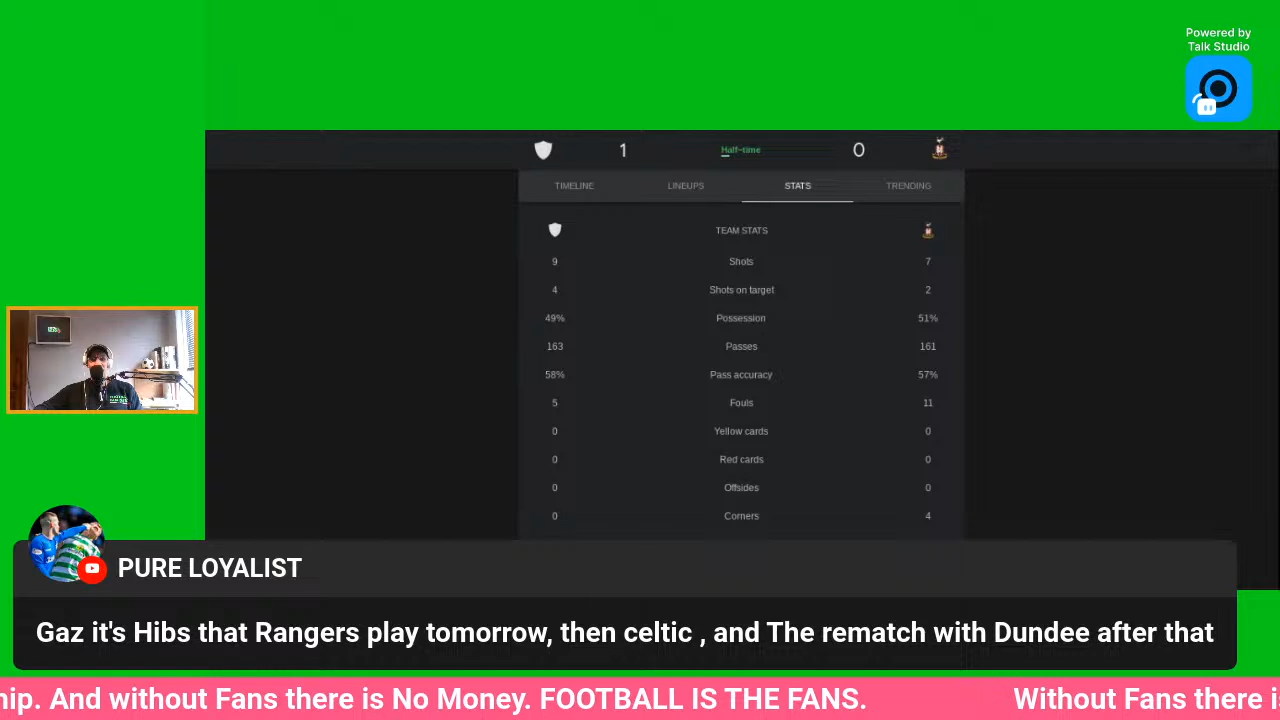 Powered by
Talk Studio
1 Half-time 0
TIMELINE LINEUPS STATS TRENDING
TEAM STATS
9 Shots 7
4 Shots on target 2
49% Possession 51%
163 Passes 161
58% Pass accuracy 57%
5 Fouls 11
0 Yellow cards 0
0 Red cards 0
0 Offsides 0
0 Corners 4
PURE LOYALIST
Gaz it's Hibs that Rangers play tomorrow, then celtic , and The rematch with Dundee after that
hip. And without Fans there is No Money. FOOTBALL IS THE FANS. Without Fans there is